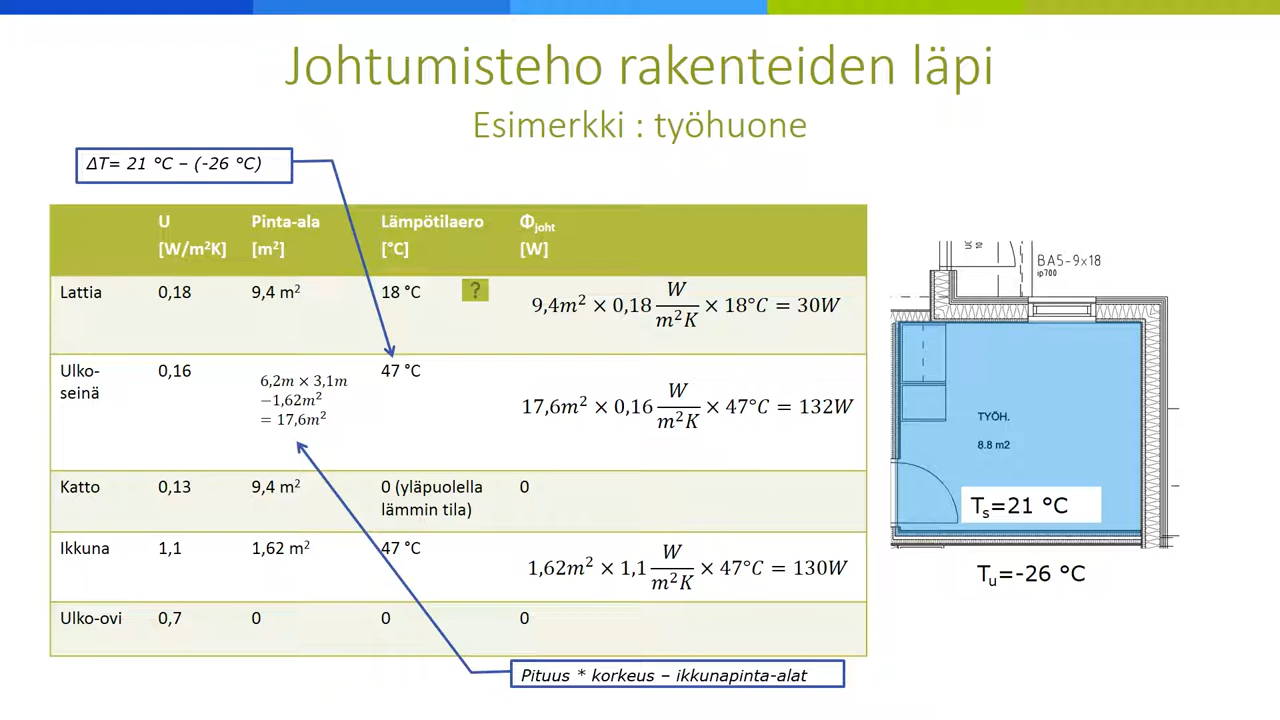 Johtumisteho rakenteiden läpi
Esimerkki : työhuone
ΔT= 21 °C – (-26 °C)
U
[W/m²K]
Pinta-ala
[m²]
Lämpötilaero
[°C]
Φjoht
[W]
Lattia
0,18
9,4 m²
18 °C
?
9,4m² × 0,18 W/m²K × 18°C = 30W
Ulko-
seinä
0,16
6,2m × 3,1m
−1,62m²
= 17,6m²
47 °C
17,6m² × 0,16 W/m²K × 47°C = 132W
Katto
0,13
9,4 m²
0 (yläpuolella
lämmin tila)
0
Ikkuna
1,1
1,62 m²
47 °C
1,62m² × 1,1 W/m²K × 47°C = 130W
Ulko-ovi
0,7
0
0
0
Pituus * korkeus – ikkunapinta-alat
BA5-9x18
ip700
TYÖH.
8.8 m2
Ts=21 °C
Tu=-26 °C